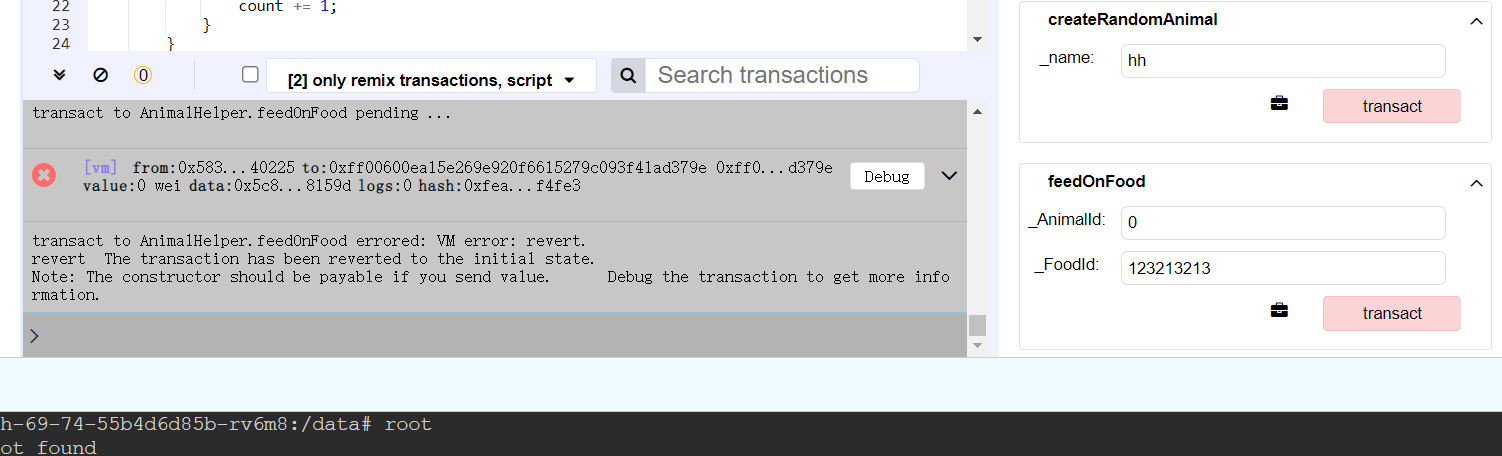 22 count += 1;
23 }
24 }
0
[2] only remix transactions, script
Search transactions
transact to AnimalHelper.feedOnFood pending ...
[vm] from:0x583...40225 to:0xff00600ea15e269e920f6615279c093f41ad379e 0xff0...d379e
value:0 wei data:0x5c8...8159d logs:0 hash:0xfea...f4fe3
Debug
transact to AnimalHelper.feedOnFood errored: VM error: revert.
revert The transaction has been reverted to the initial state.
Note: The constructor should be payable if you send value. Debug the transaction to get more info
rmation.
>
createRandomAnimal
_name: hh
transact
feedOnFood
_AnimalId: 0
_FoodId: 123213213
transact
h-69-74-55b4d6d85b-rv6m8:/data# root
ot found